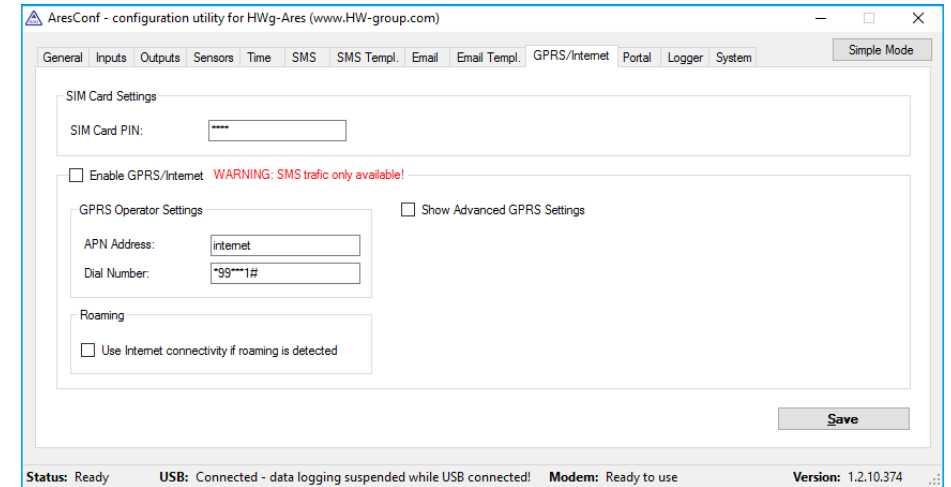 AresConf - configuration utility for HWg-Ares (www.HW-group.com)
General Inputs Outputs Sensors Time SMS SMS Templ. Email Email Templ. GPRS/Internet Portal Logger System Simple Mode
SIM Card Settings
SIM Card PIN: ****
Enable GPRS/Internet WARNING: SMS trafic only available!
GPRS Operator Settings Show Advanced GPRS Settings
APN Address: internet
Dial Number: *99***1#
Roaming
Use Internet connectivity if roaming is detected
Save
Status: Ready USB: Connected - data logging suspended while USB connected! Modem: Ready to use Version: 1.2.10.374